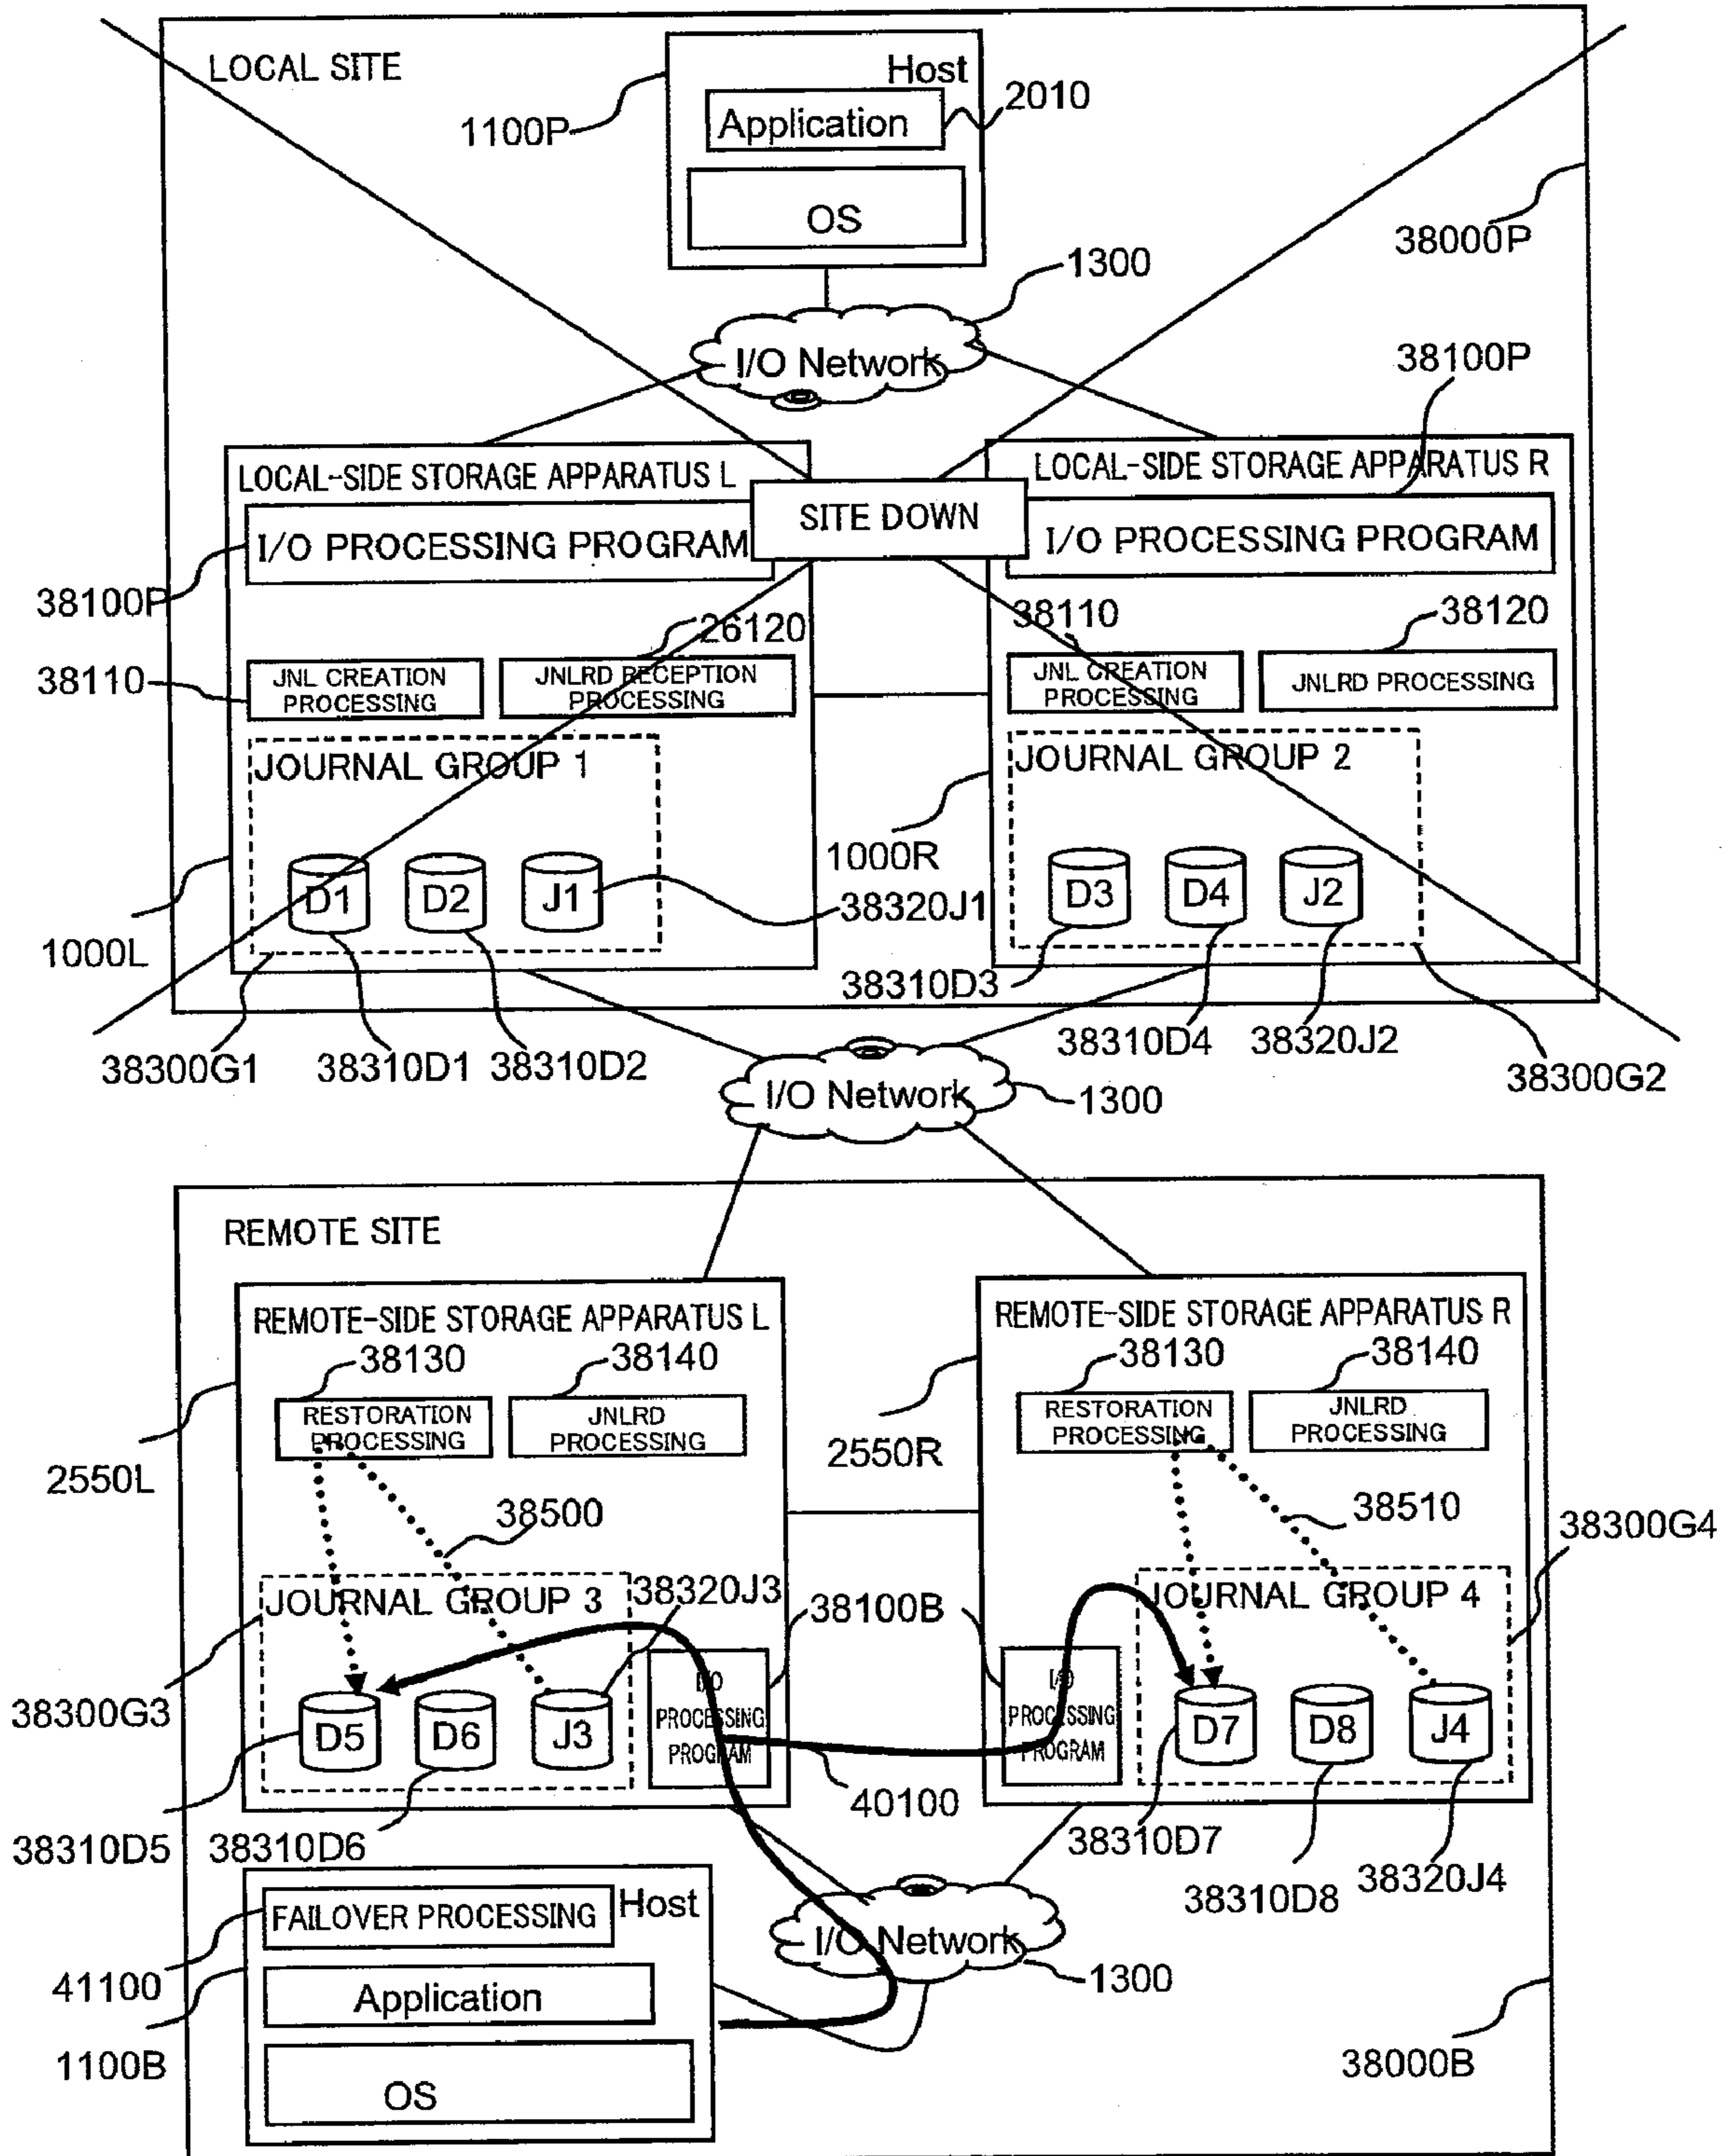 LOCAL SITE
Host
2010
1100P
Application
OS
38000P
1300
I/O Network
38100P
LOCAL-SIDE STORAGE APPARATUS L
LOCAL-SIDE STORAGE APPARATUS R
SITE DOWN
I/O PROCESSING PROGRAM
I/O PROCESSING PROGRAM
38100P
26120
38110
38120
38110
JNL CREATION
PROCESSING
JNLRD RECEPTION
PROCESSING
JNL CREATION
PROCESSING
JNLRD PROCESSING
JOURNAL GROUP 1
JOURNAL GROUP 2
1000R
D1
D2
J1
D3
D4
J2
38320J1
1000L
38310D3
38310D4
38320J2
38300G1
38310D1
38310D2
38300G2
I/O Network
1300
REMOTE SITE
REMOTE-SIDE STORAGE APPARATUS L
REMOTE-SIDE STORAGE APPARATUS R
38130
38140
38130
38140
RESTORATION
PROCESSING
JNLRD
PROCESSING
RESTORATION
PROCESSING
JNLRD
PROCESSING
2550L
2550R
38500
38510
38300G4
JOURNAL GROUP 3
38320J3
38100B
JOURNAL GROUP 4
38300G3
I/O
PROCESSING
PROGRAM
I/O
PROCESSING
PROGRAM
D5
D6
J3
D7
D8
J4
40100
38310D5
38310D6
38310D7
38310D8
38320J4
FAILOVER PROCESSING
Host
41100
I/O Network
1300
Application
1100B
OS
38000B